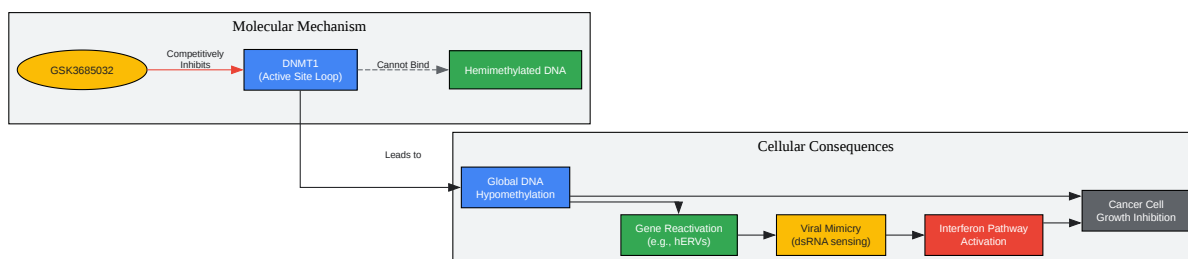 Molecular Mechanism
GSK3685032
Competitively
Inhibits
DNMT1
(Active Site Loop)
Cannot Bind
Hemimethylated DNA
Leads to
Cellular Consequences
Global DNA
Hypomethylation
Gene Reactivation
(e.g., hERVs)
Viral Mimicry
(dsRNA sensing)
Interferon Pathway
Activation
Cancer Cell
Growth Inhibition